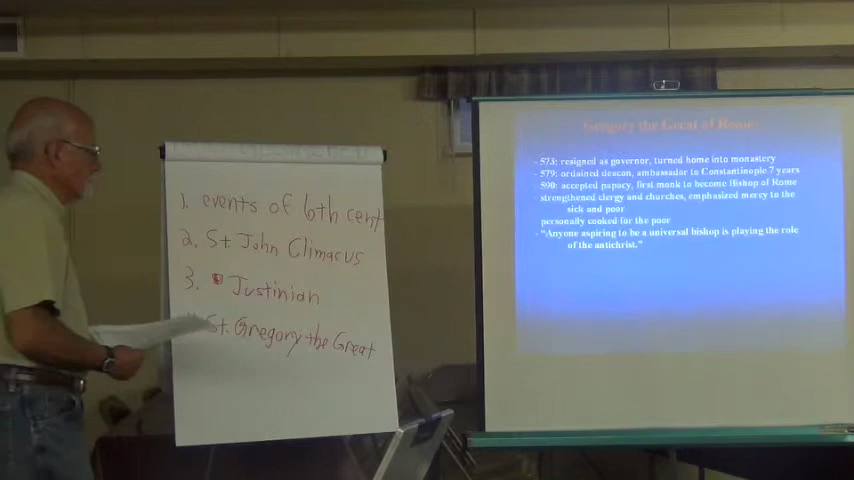 1. events of 6th cent
2. St John Climacus
3. Justinian
St. Gregory the Great
Gregory the Great of Rome
- 573: resigned as governor, turned home into monastery
- 579: ordained deacon, ambassador to Constantinople 7 years
590: accepted papacy, first monk to become Bishop of Rome
strengthened clergy and churches, emphasized mercy to the
sick and poor
personally cooked for the poor
- "Anyone aspiring to be a universal bishop is playing the role
of the antichrist."